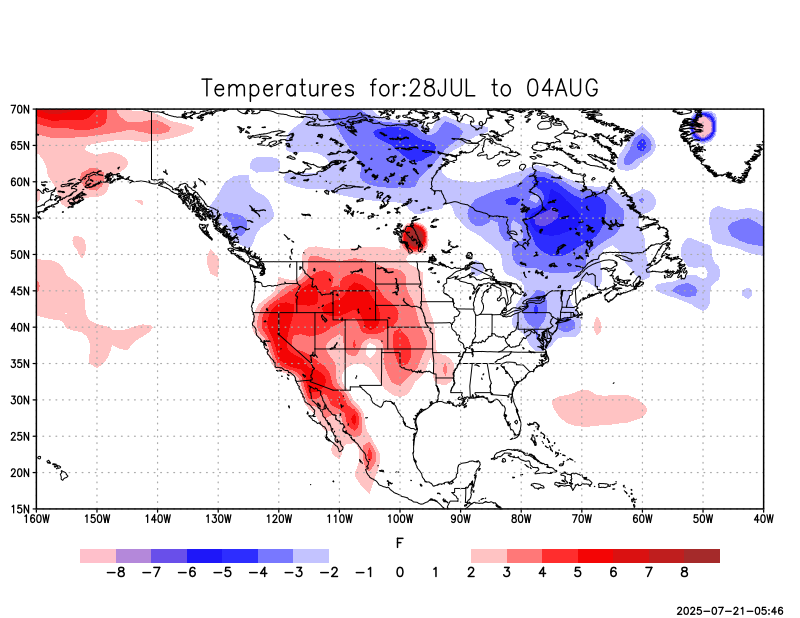 Temperatures for:28JUL to 04AUG
70N
65N
60N
55N
50N
45N
40N
35N
30N
25N
20N
15N
160W 150W 140W 130W 120W 110W 100W 90W 80W 70W 60W 50W 40W
F
-8 -7 -6 -5 -4 -3 -2 -1 0 1 2 3 4 5 6 7 8
2025-07-21-05:46